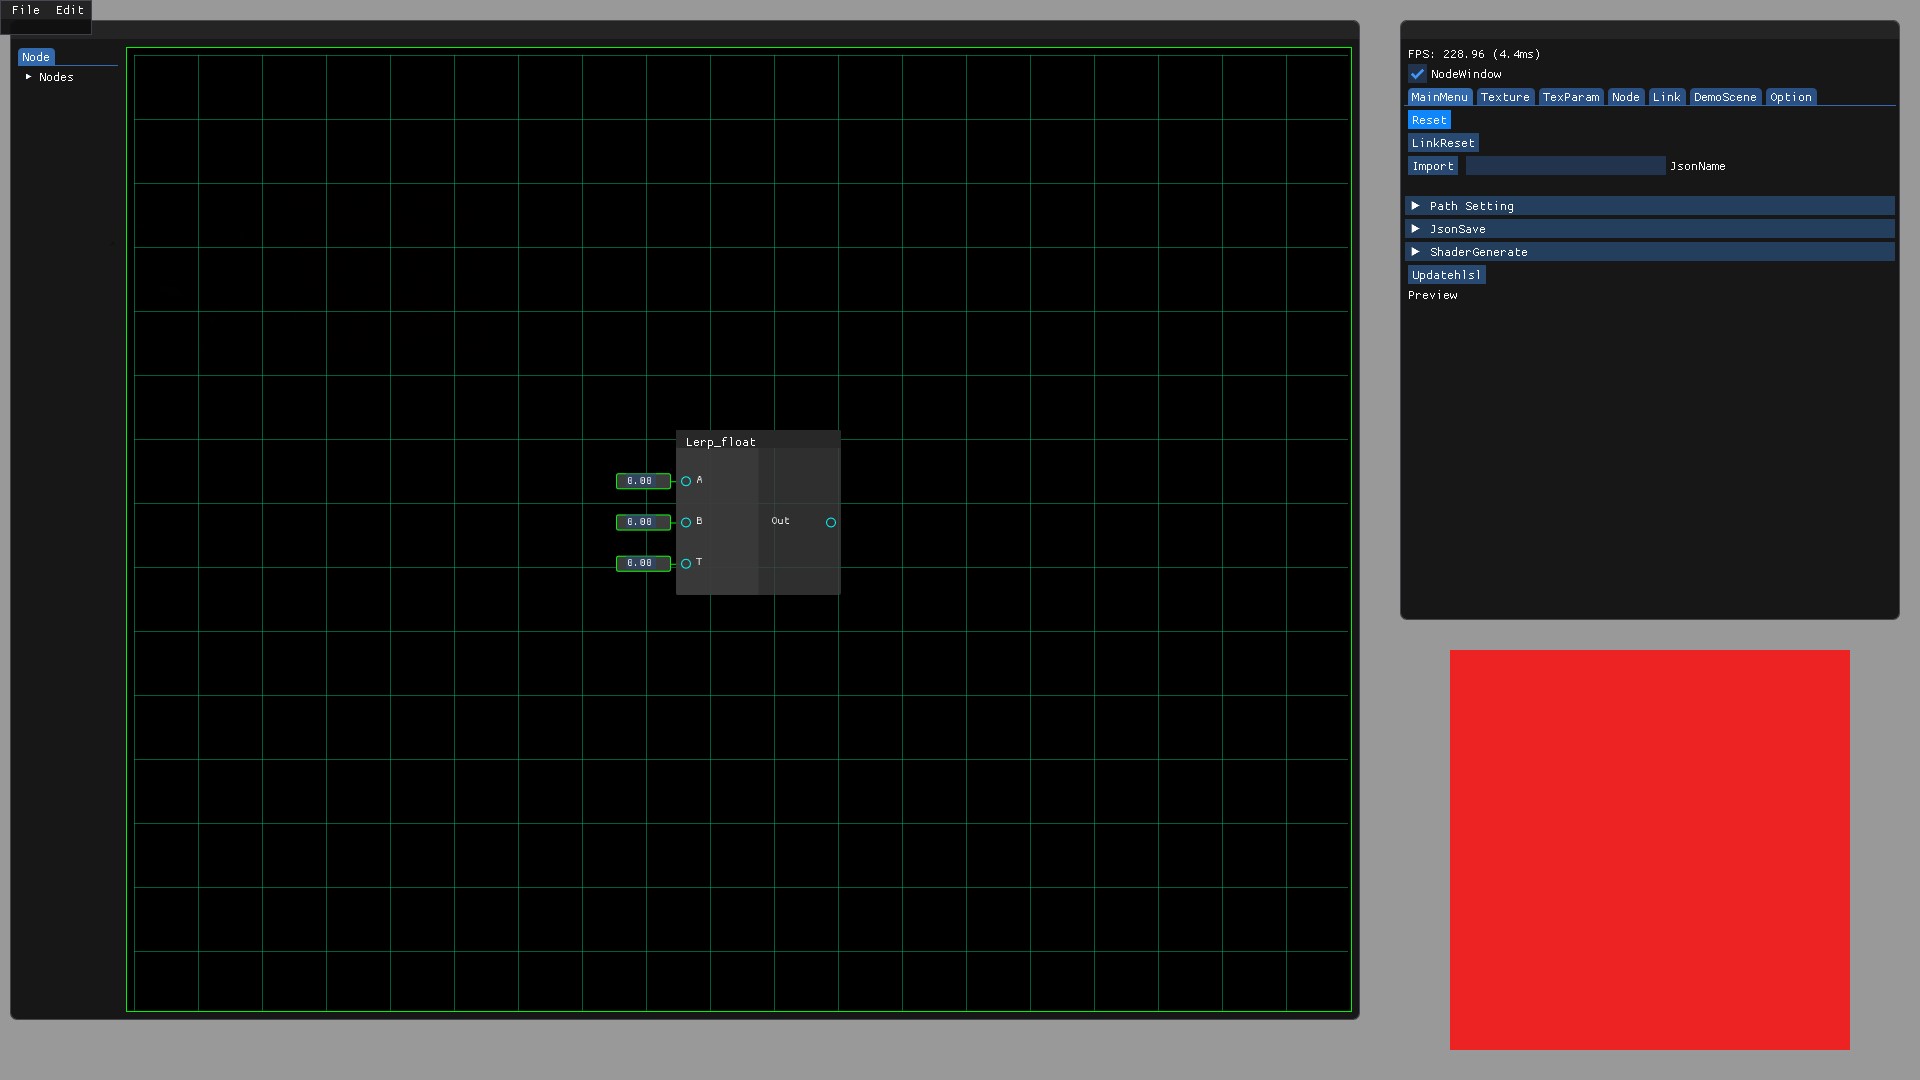 File Edit
Node
Nodes
Lerp_float
0.00 A
0.00 B Out
0.00 T
FPS: 228.96 (4.4ms)
NodeWindow
MainMenu Texture TexParam Node Link DemoScene Option
Reset
LinkReset
Import JsonName
Path Setting
JsonSave
ShaderGenerate
Updatehlsl
Preview